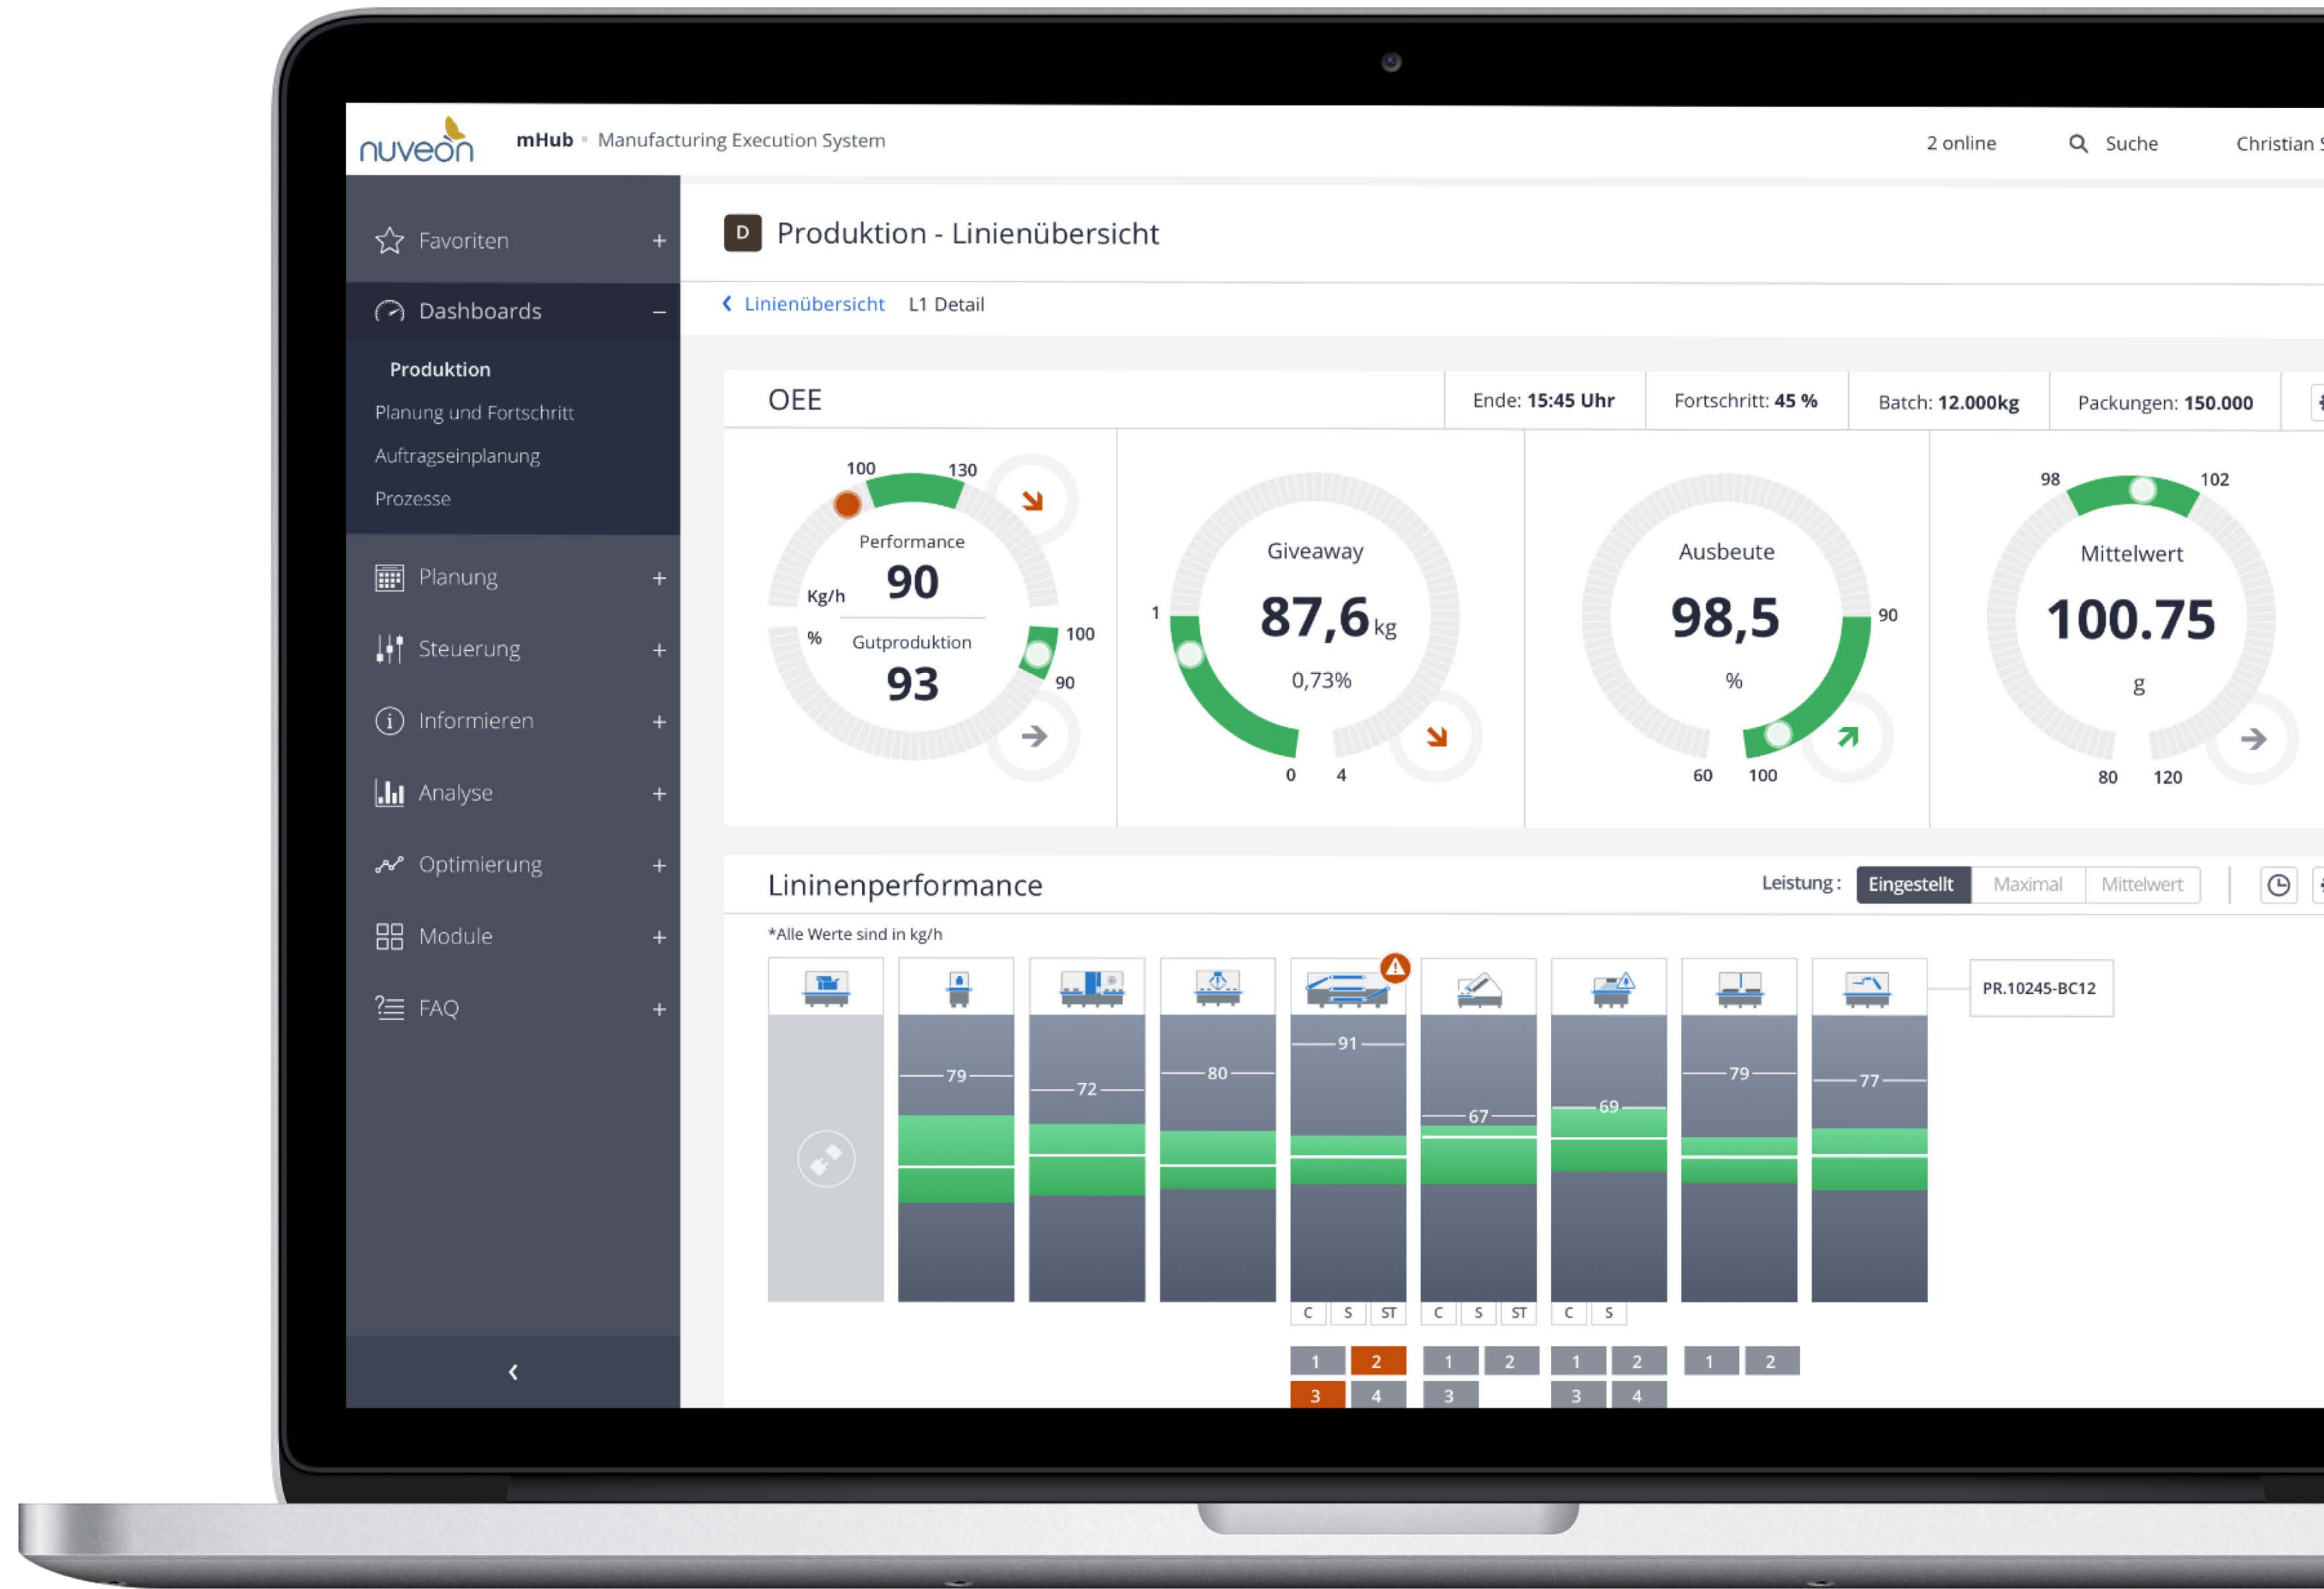 nuveon
mHub Manufacturing Execution System
2 online
Suche
Christian S
Favoriten +
Dashboards –
Produktion
Planung und Fortschritt
Auftragseinplanung
Prozesse
Planung +
Steuerung +
Informieren +
Analyse +
Optimierung +
Module +
?≡ FAQ +
D Produktion - Linienübersicht
Linienübersicht L1 Detail
OEE
Ende: 15:45 Uhr
Fortschritt: 45 %
Batch: 12.000kg
Packungen: 150.000
100 130
Performance
90
Kg/h
%
Gutproduktion
93
100
90
Giveaway
87,6 kg
0,73%
1
0 4
Ausbeute
98,5
%
90
60 100
98 102
Mittelwert
100.75
g
80 120
Lininenperformance
Leistung : Eingestellt Maximal Mittelwert
*Alle Werte sind in kg/h
PR.10245-BC12
79 72 80 91 67 69 79 77
C S ST C S ST C S
1 2 1 2 1 2 1 2
3 4 3 3 4